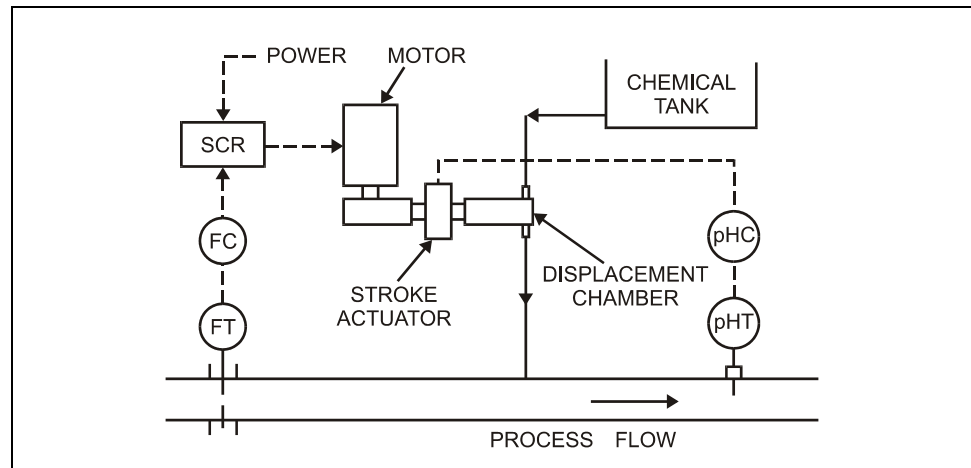 POWER
MOTOR
CHEMICAL
TANK
SCR
FC
pHC
STROKE
ACTUATOR
DISPLACEMENT
CHAMBER
FT
pHT
PROCESS FLOW